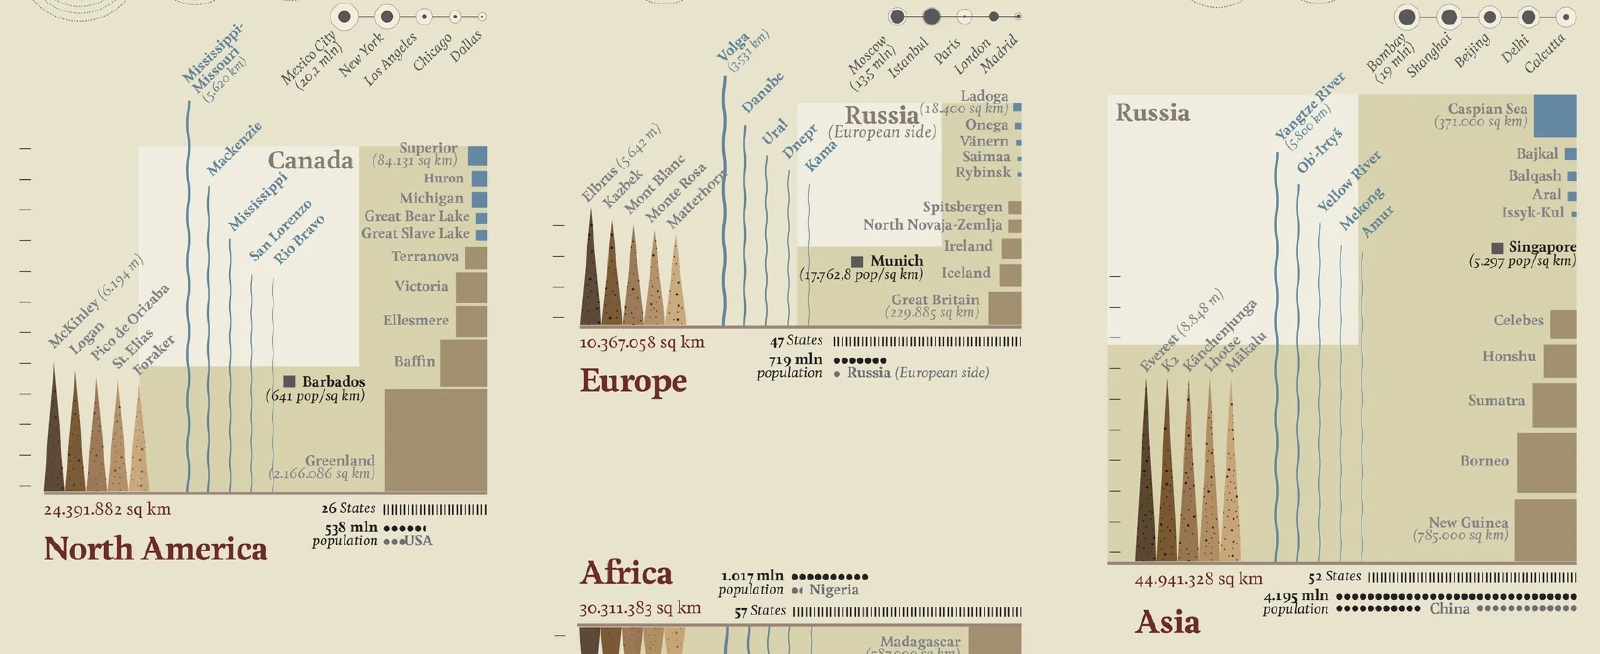 Mexico City
(20,1 mln)
New York
Los Angeles
Chicago
Dallas
Mississippi-
Missouri
(5.620 km)
Mackenzie
Mississippi
San Lorenzo
Rio Bravo
Canada
Superior
(84.131 sq km)
Huron
Michigan
Great Bear Lake
Great Slave Lake
Terranova
Victoria
Ellesmere
Baffin
Greenland
(2.166.086 sq km)
McKinley (6.194 m)
Logan
Pico de Orizaba
St. Elias
Foraker
Barbados
(641 pop/sq km)
24.391.882 sq km
26 States
538 mln
population
USA
North America
Moscow
(13,5 mln)
Istanbul
Paris
London
Madrid
Volga
(3.531 km)
Danube
Ural
Dnepr
Kama
Russia
(European side)
Ladoga
(18.400 sq km)
Onega
Vänern
Saimaa
Rybinsk
Spitsbergen
North Novaja-Zemlja
Ireland
Iceland
Great Britain
(229.885 sq km)
Elbrus (5.642 m)
Kazbek
Mont Blanc
Monte Rosa
Matterhorn
Munich
(17.762,8 pop/sq km)
10.367.058 sq km
47 States
719 mln
population
Russia (European side)
Europe
Africa
1.017 mln
population
Nigeria
30.311.383 sq km
57 States
Madagascar
(587.000 sq km)
Bombay
(19 mln)
Shanghai
Beijing
Delhi
Calcutta
Russia
Yangtze River
(5.800 km)
Ob'-Irtyš
Yellow River
Mekong
Amur
Caspian Sea
(371.000 sq km)
Bajkal
Balqash
Aral
Issyk-Kul
Singapore
(5.297 pop/sq km)
Celebes
Honshu
Sumatra
Borneo
New Guinea
(785.000 sq km)
Everest (8.848 m)
K2
Kanchenjunga
Lhotse
Makalu
44.941.328 sq km
52 States
4.195 mln
population
China
Asia